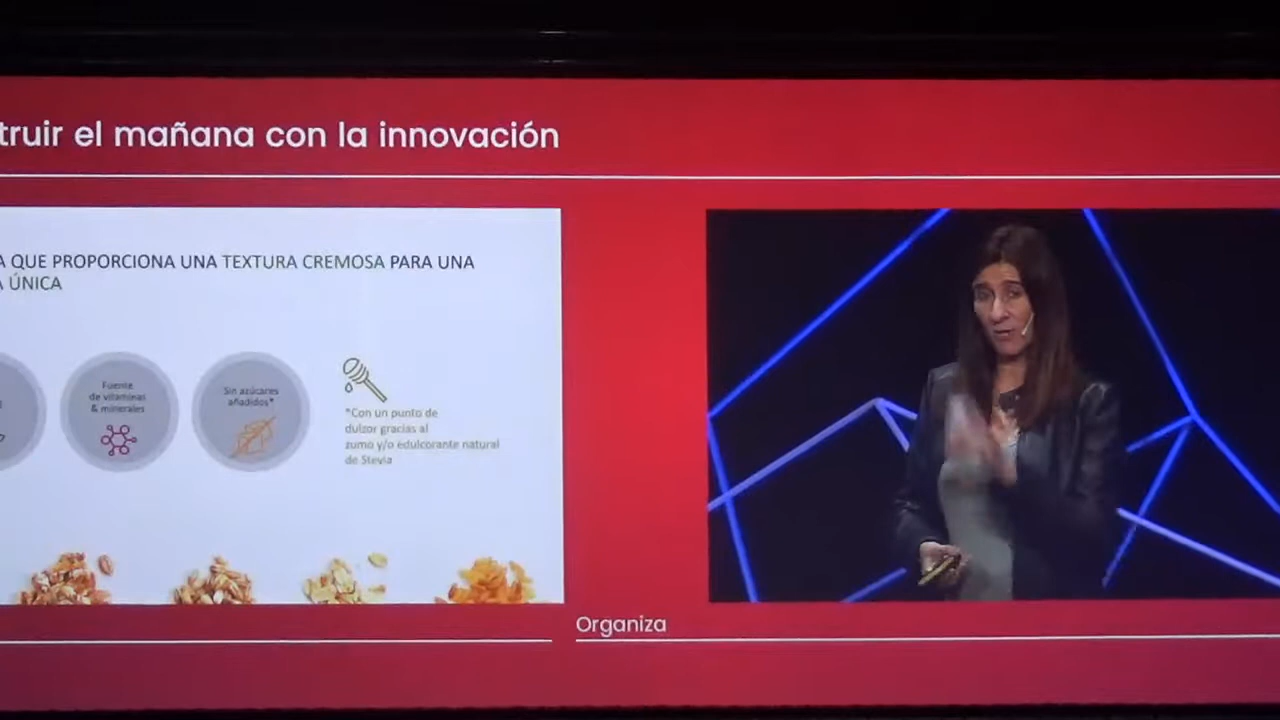 truir el mañana con la innovación
A QUE PROPORCIONA UNA TEXTURA CREMOSA PARA UNA
A ÚNICA
Fuente
de vitaminas
& minerales
Sin azúcares
añadidos*
*Con un punto de
dulzor gracias al
zumo y/o edulcorante natural
de Stevia
Organiza